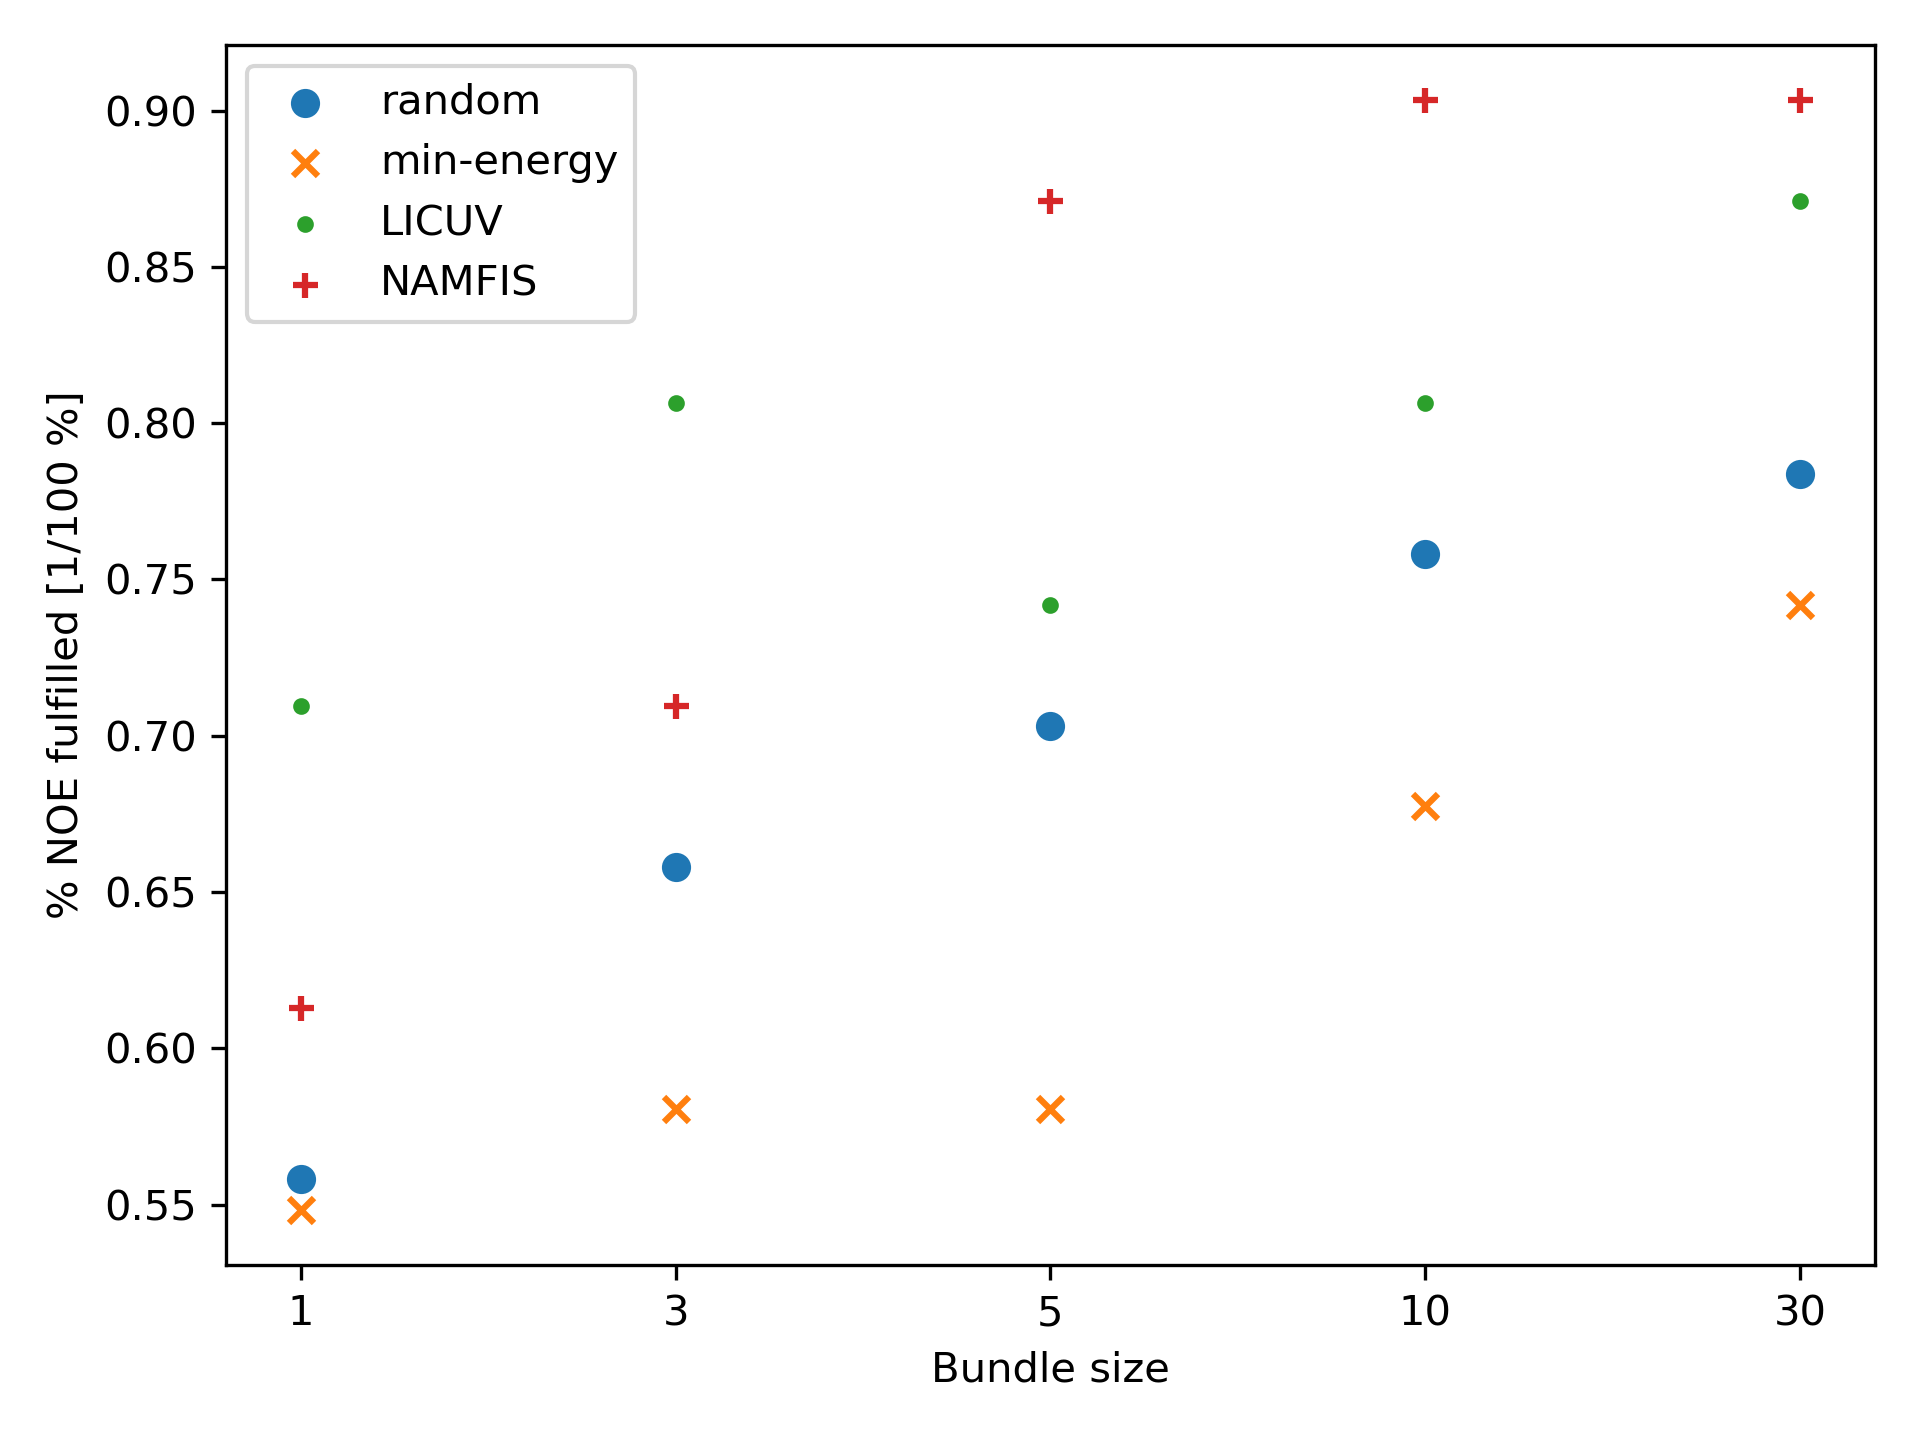 random
min-energy
LICUV
NAMFIS
0.90
0.85
0.80
0.75
0.70
0.65
0.60
0.55
% NOE fulfilled [1/100 %]
1 3 5 10 30
Bundle size